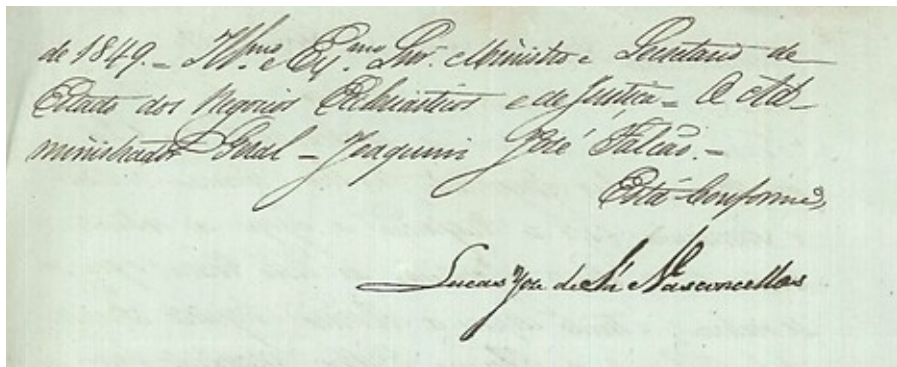 de 1849. - Illmo. e Exmo. Snr. Ministro e Secretario de
Estado dos Negocios Ecclesiasticos e de Justiça - O Ad-
ministrador Geral - Joaquim José Falcão. -
Está Conforme
Lucas José de Sá Vasconcellos